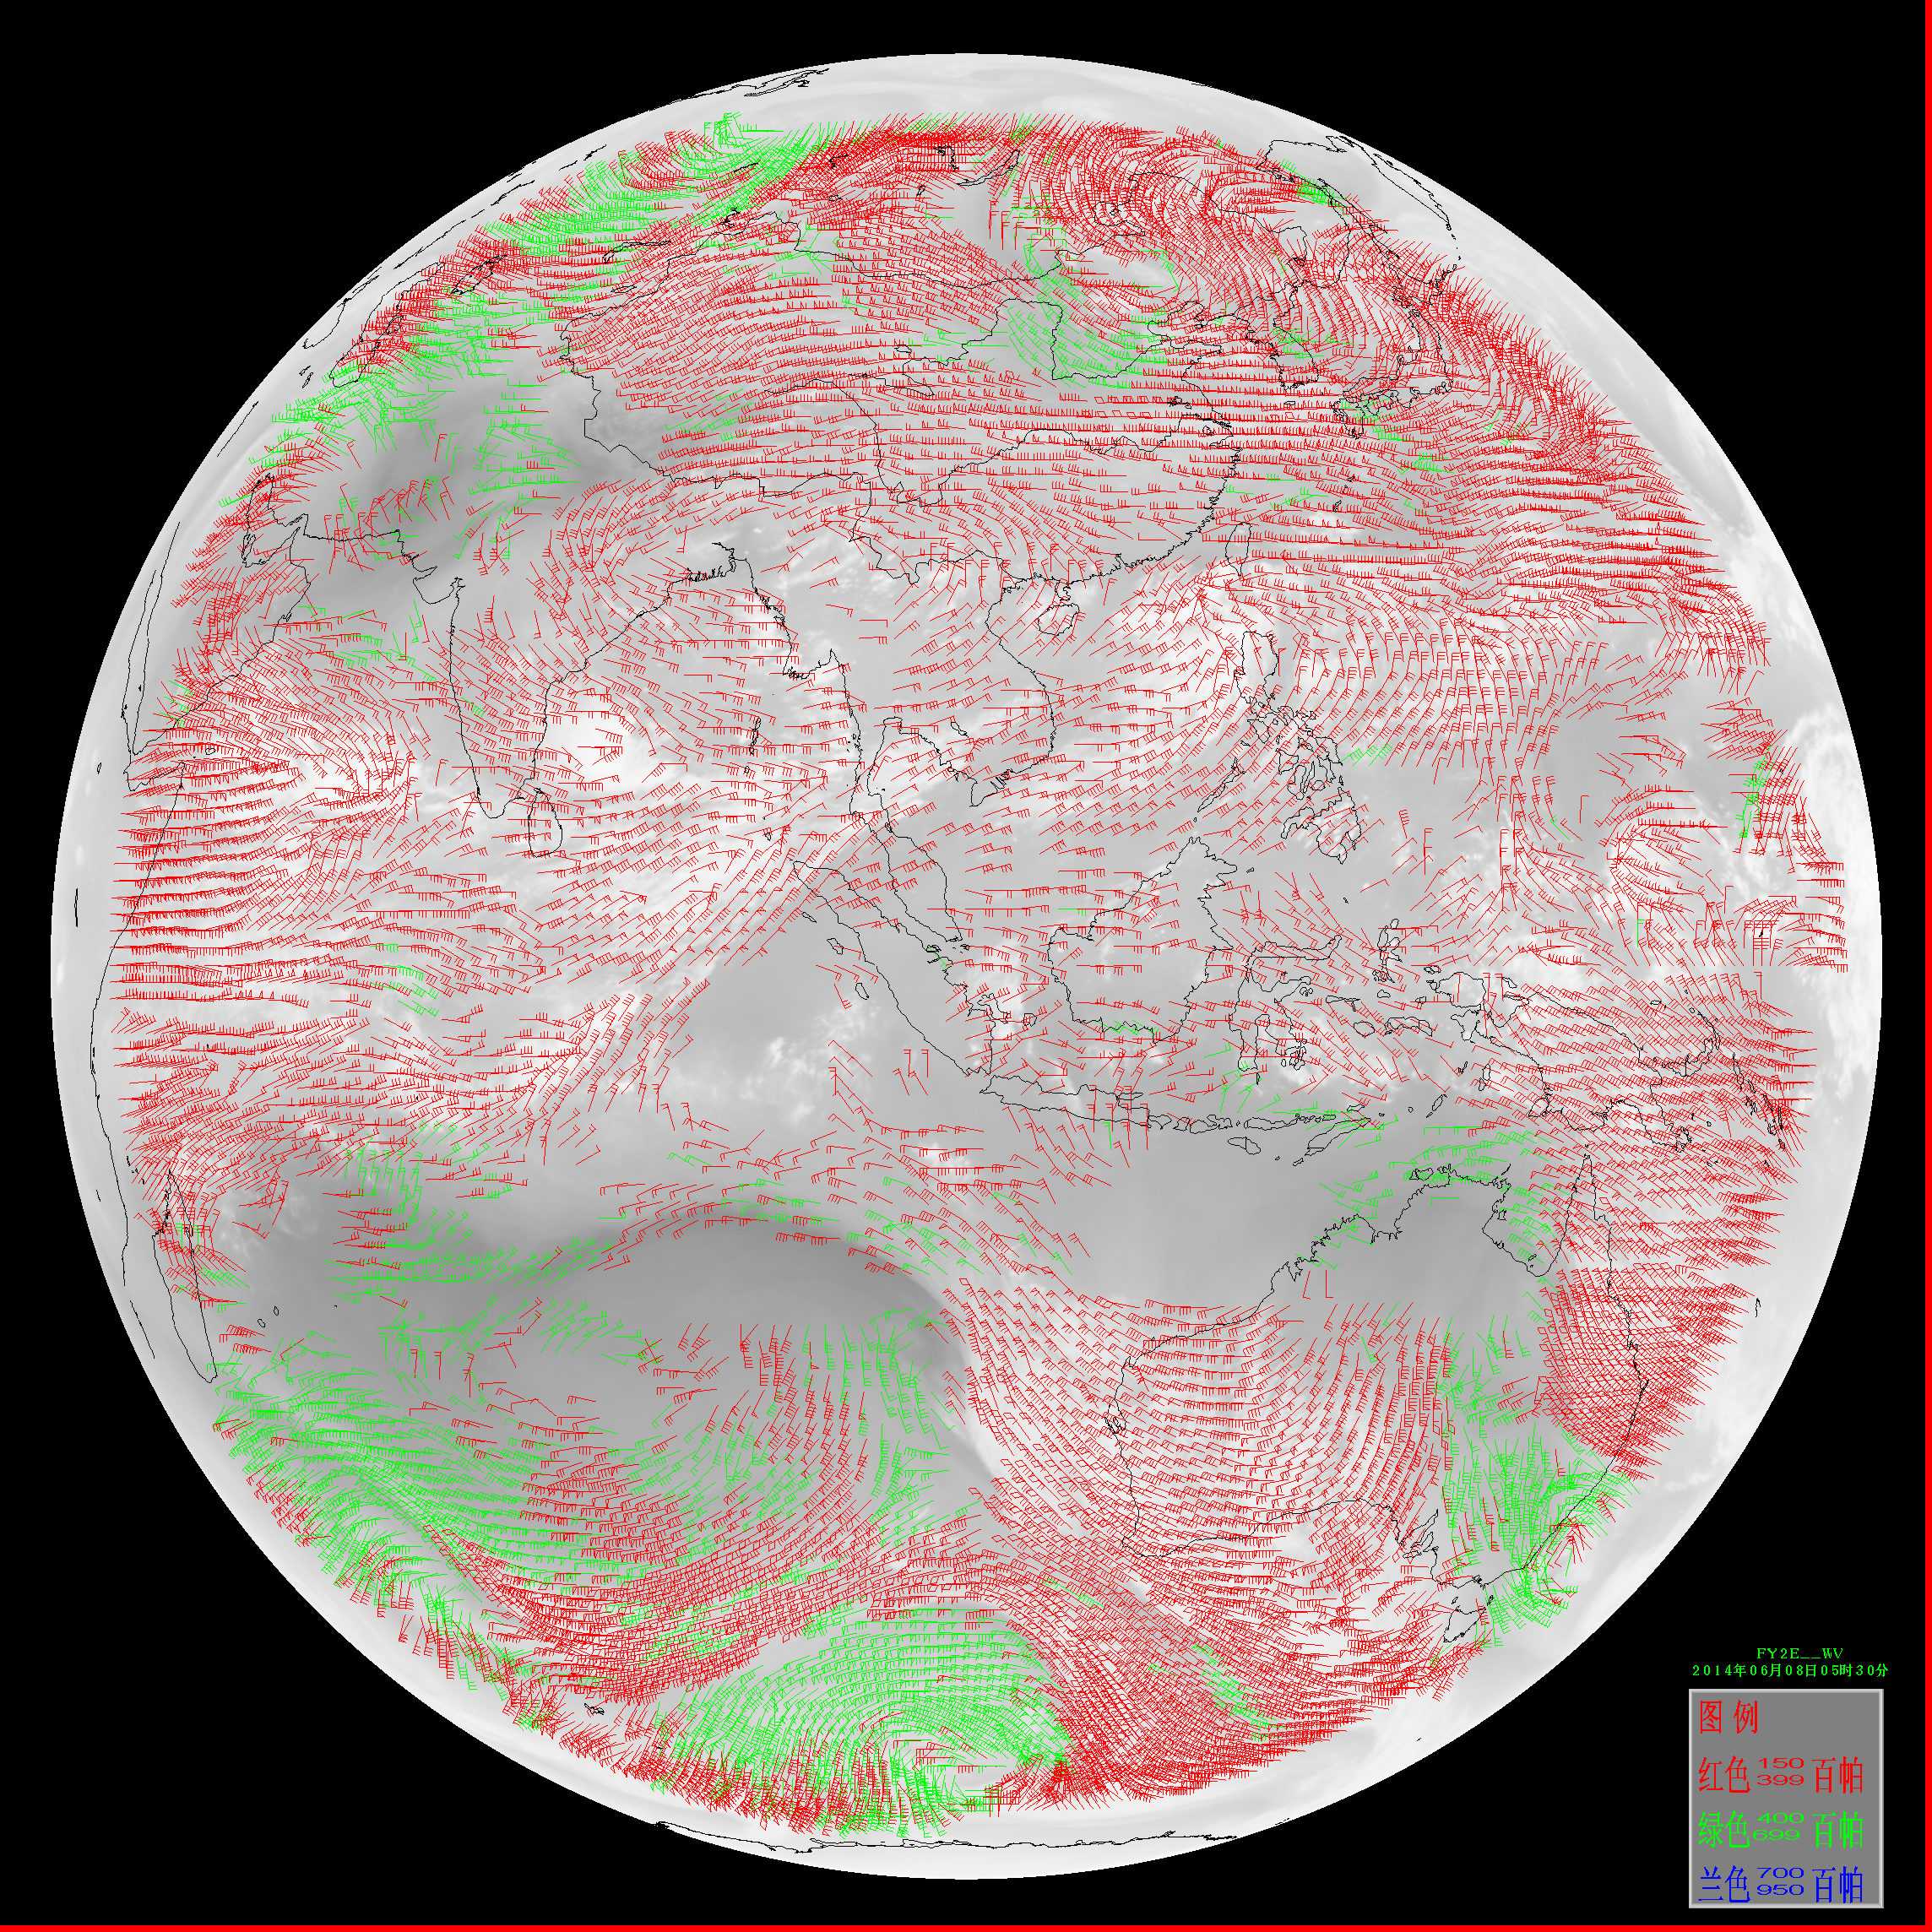 FY2E__WV
2014年06月08日05时30分
图 例
红色 150 399 百帕
绿色 400 699 百帕
兰色 700 950 百帕